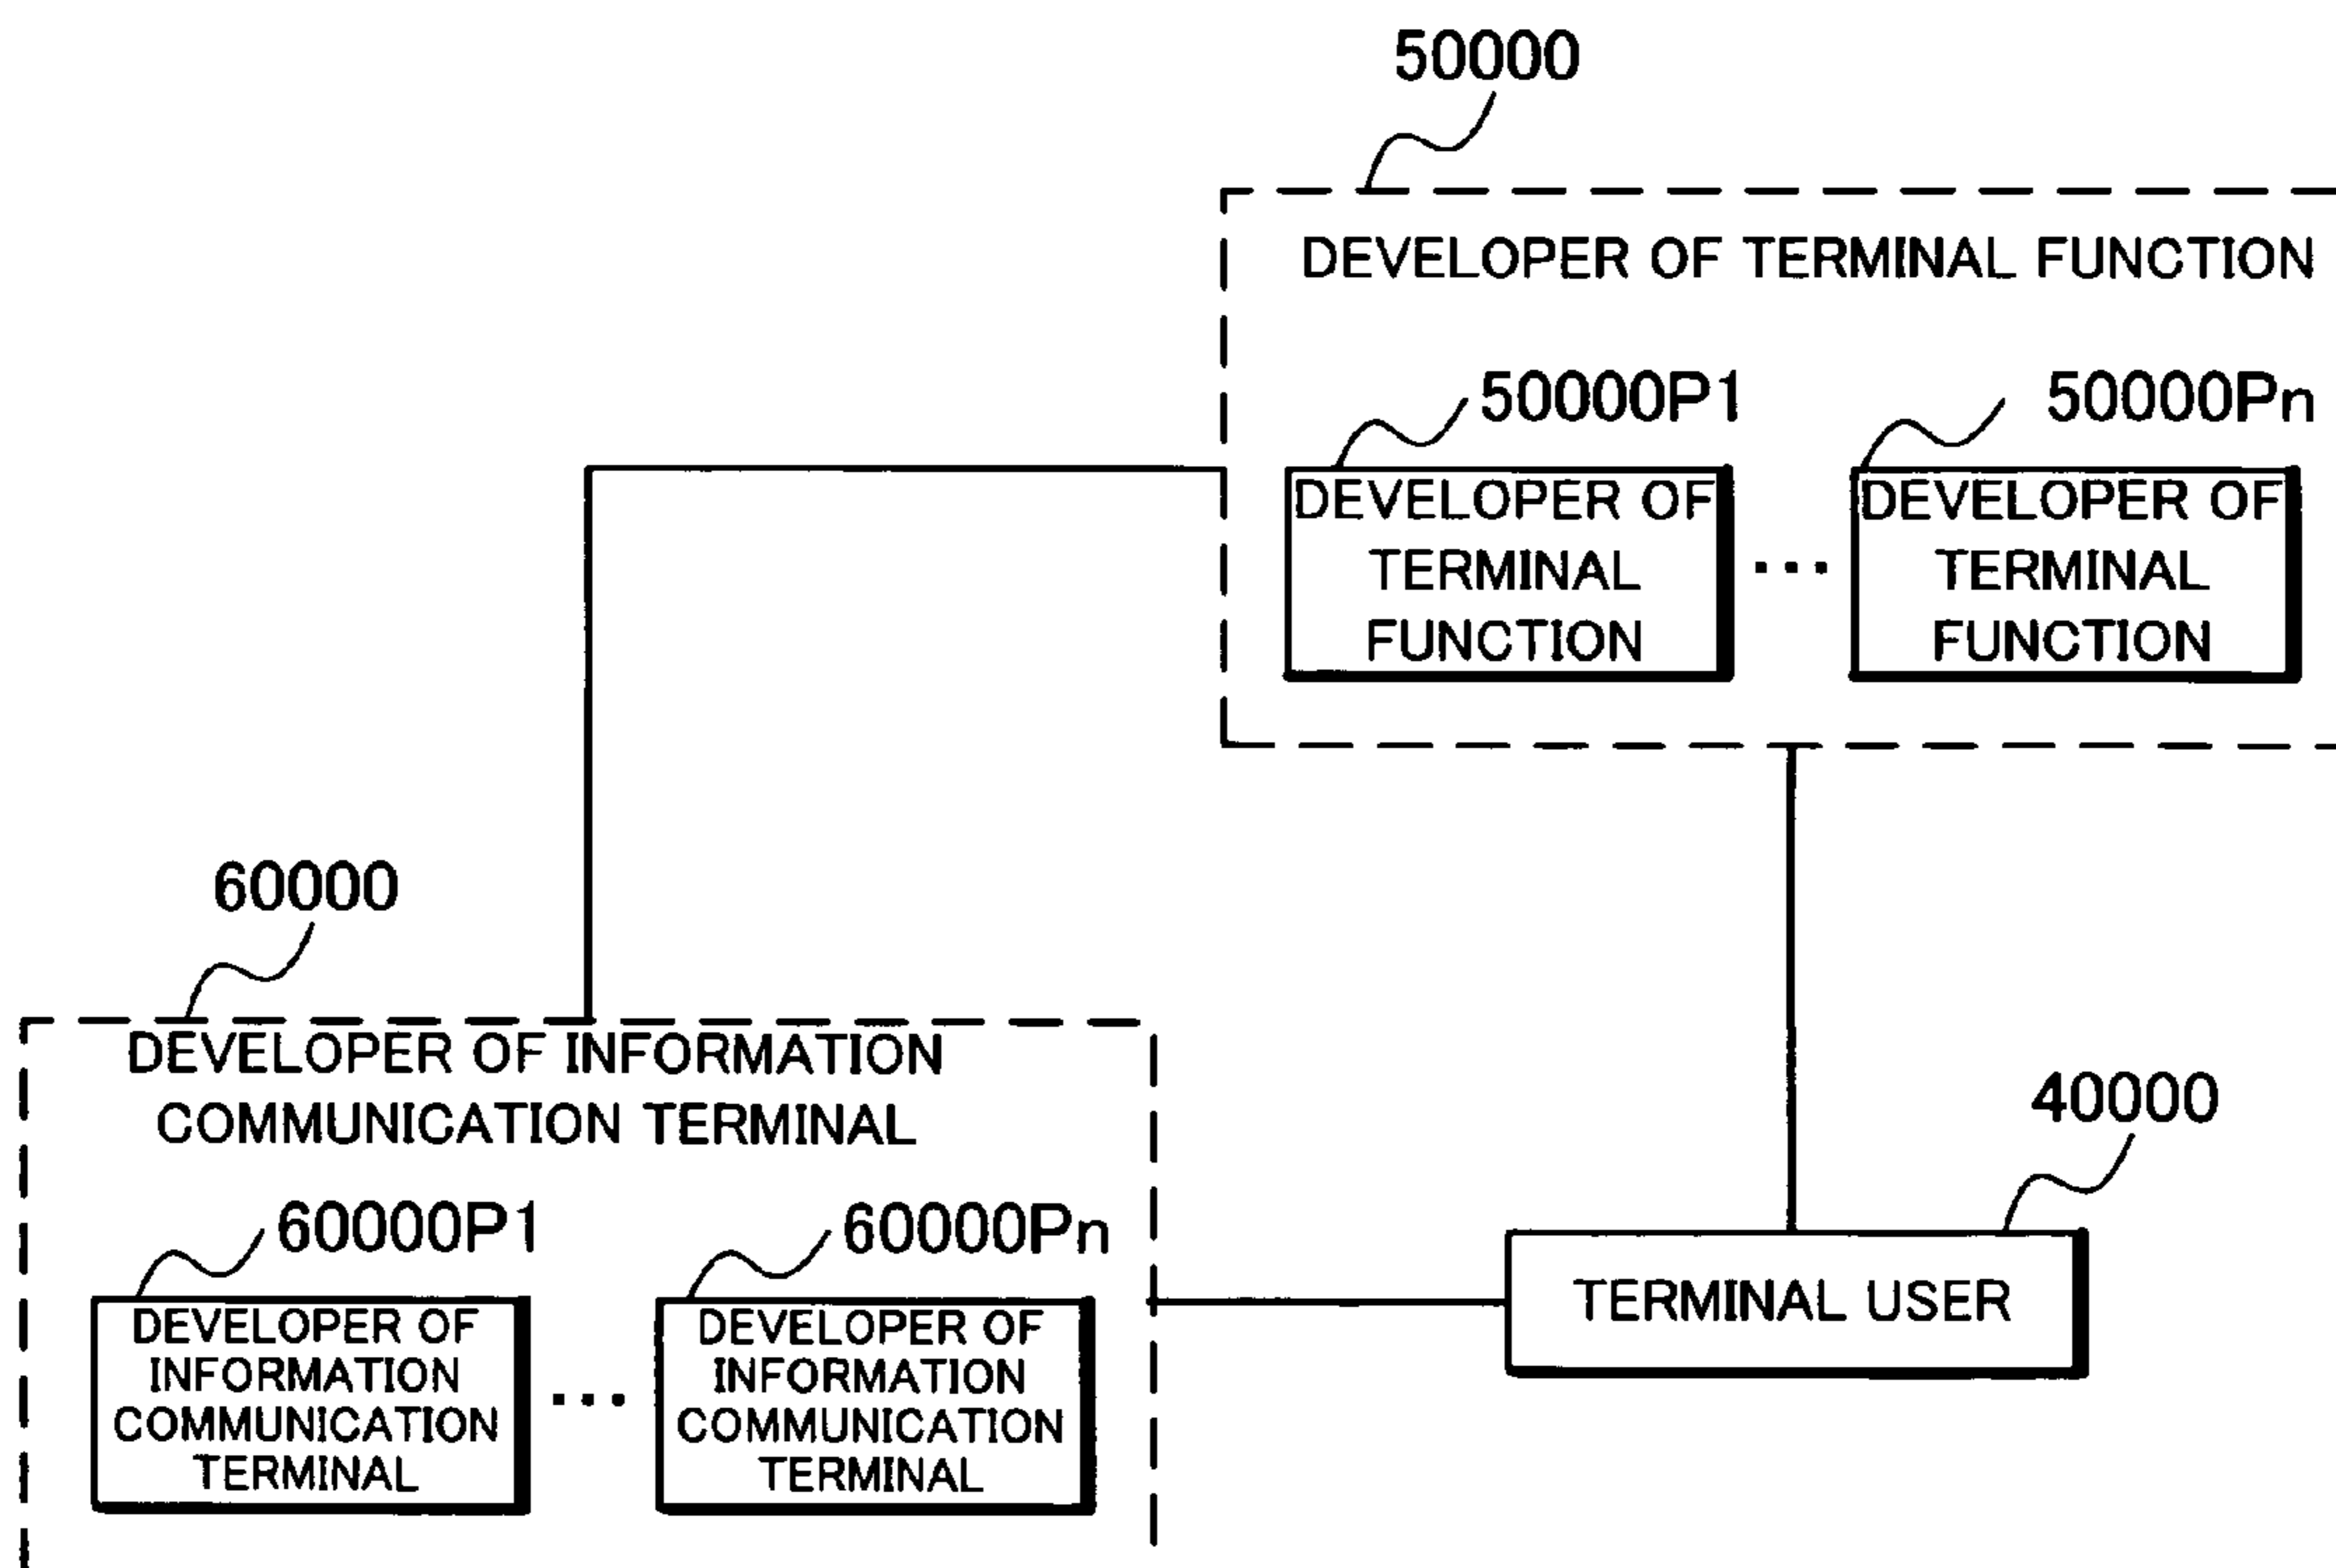 50000
DEVELOPER OF TERMINAL FUNCTION
50000P1
50000Pn
DEVELOPER OF
TERMINAL
FUNCTION
...
DEVELOPER OF
TERMINAL
FUNCTION
60000
DEVELOPER OF INFORMATION
COMMUNICATION TERMINAL
60000P1
60000Pn
DEVELOPER OF
INFORMATION
COMMUNICATION
TERMINAL
...
DEVELOPER OF
INFORMATION
COMMUNICATION
TERMINAL
40000
TERMINAL USER